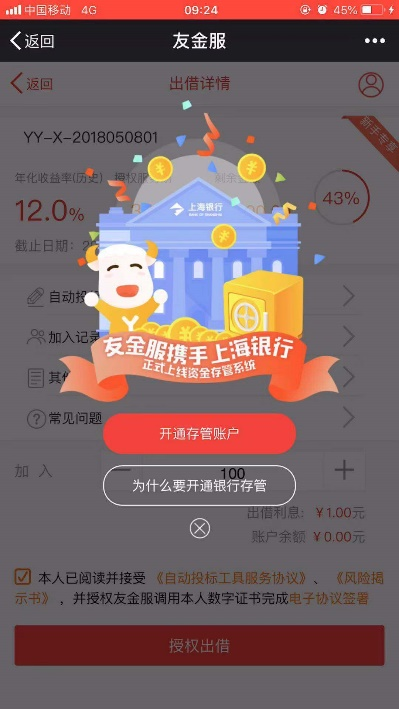 中国移动 4G 09:24 45%
返回 友金服
返回 出借详情
新手专享
YY-X-2018050801
年化收益率(历史) 授权服
12.0% 43%
截止日期：
上海银行
Bank of Shanghai
自动投
加入记录
其
常见问题
友金服携手上海银行
正式上线资金存管系统
开通存管账户
加 入 100
为什么要开通银行存管
出借利息: ￥1.00元
账户余额 ￥0.00元
本人已阅读并接受 《自动投标工具服务协议》、《风险揭
示书》，并授权友金服调用本人数字证书完成电子协议签署
授权出借